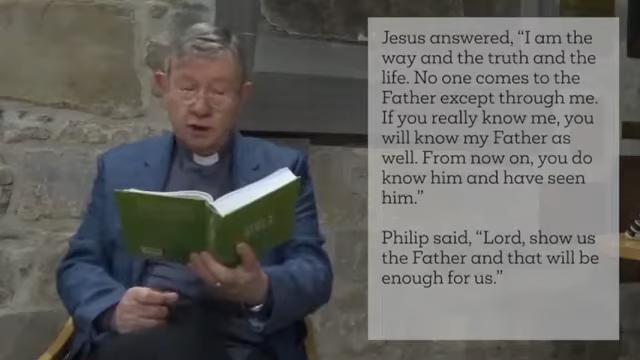 Jesus answered, “I am the
way and the truth and the
life. No one comes to the
Father except through me.
If you really know me, you
will know my Father as
well. From now on, you do
know him and have seen
him.”
Philip said, “Lord, show us
the Father and that will be
enough for us.”
BIBLE